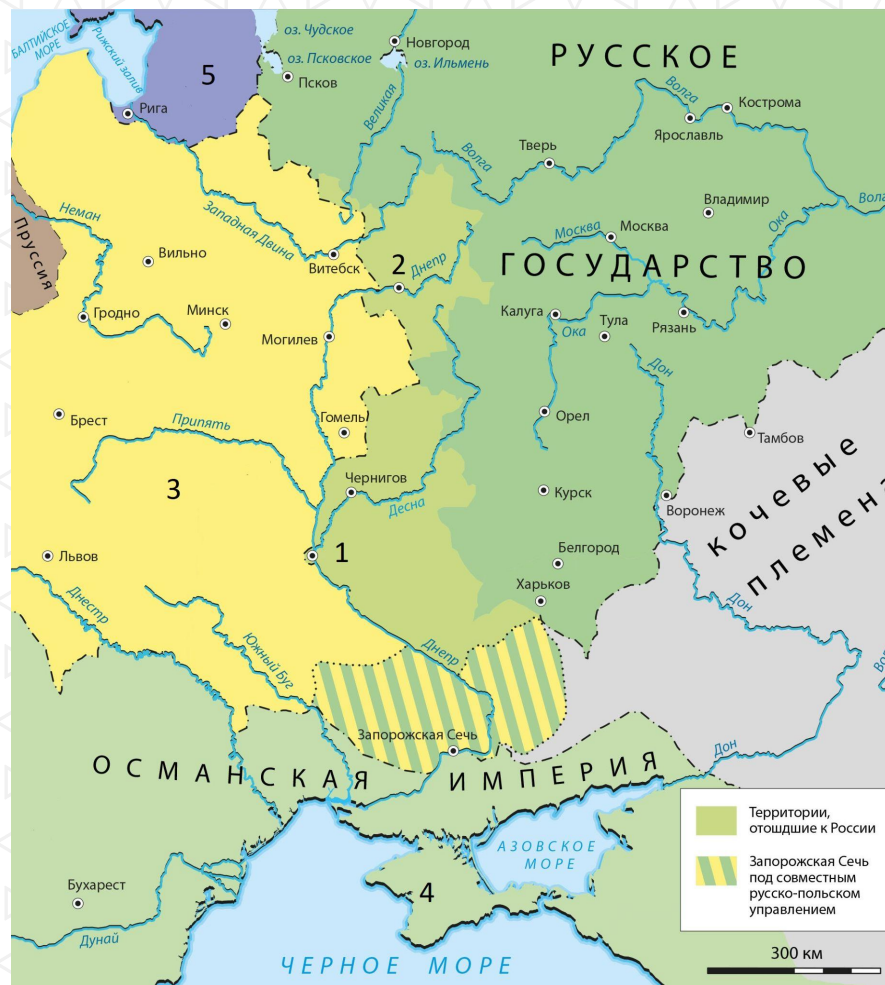 БАЛТИЙСКОЕ
МОРЕ
Рижский залив
5
Рига
оз. Чудское
оз. Псковское
Псков
Новгород
оз. Ильмень
Великая
РУССКОЕ
Волга
Кострома
Ярославль
Тверь
Волга
Владимир
Ока
Неман
Западная Двина
Пруссия
Вильно
Витебск
2
Днепр
Москва
Москва
ГОСУДАРСТВО
Гродно
Минск
Могилев
Калуга
Ока
Тула
Рязань
Дон
Брест
Припять
Гомель
Орел
Тамбов
3
Чернигов
Десна
Курск
Воронеж
кочевые
племена
Львов
1
Белгород
Харьков
Днестр
Южный Буг
Днепр
Дон
Запорожская Сечь
ОСМАНСКАЯ ИМПЕРИЯ
Дон
АЗОВСКОЕ
МОРЕ
4
Бухарест
Дунай
ЧЕРНОЕ МОРЕ
Территории,
отошдшие к России
Запорожская Сечь
под совместным
русско-польском
управлением
300 км